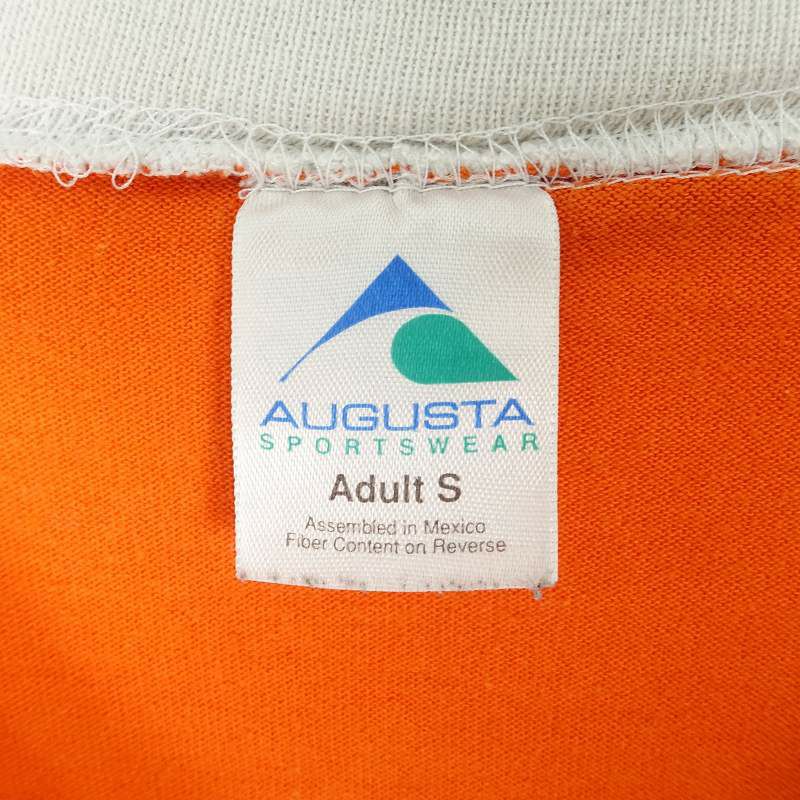 AUGUSTA
SPORTSWEAR
Adult S
Assembled in Mexico
Fiber Content on Reverse